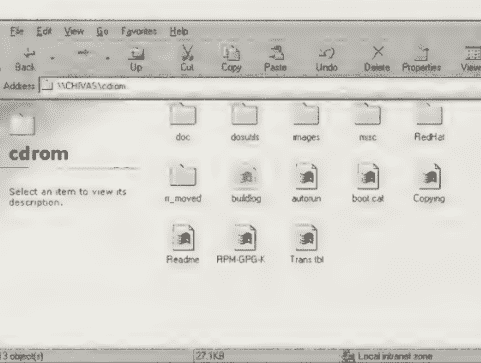 File Edit View Go Favorites Help
Back Up Cut Copy Paste Undo Delete Properties View
Address \\CHIVAS\cdrom
cdrom
Select an item to view its
description.
doc dosutils images misc RedHat
rr_moved buildlog autorun boot.cat Copying
Readme RPM-GPG-K Trans.tbl
3 object(s) 27.1KB Local intranet zone